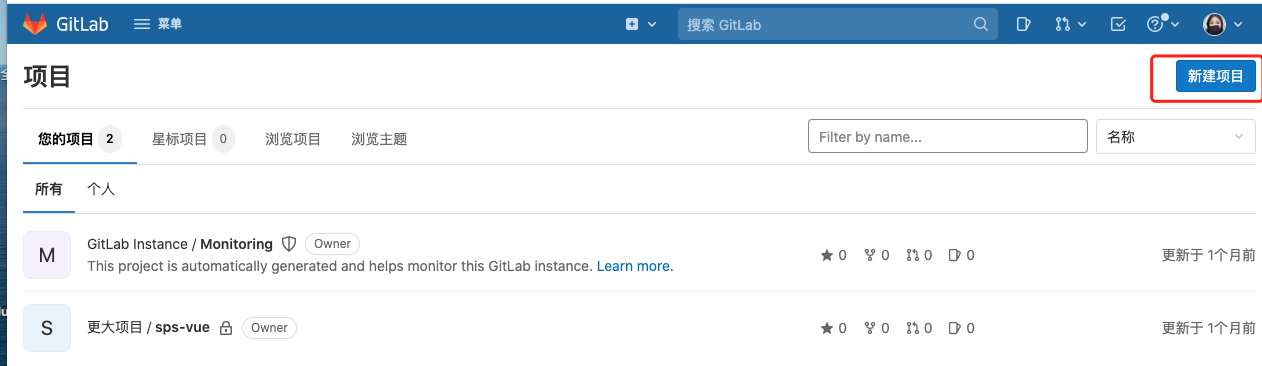 GitLab 菜单 搜索 GitLab
项目 新建项目
您的项目 2 星标项目 0 浏览项目 浏览主题 Filter by name... 名称
所有 个人
M GitLab Instance / Monitoring Owner 0 0 0 0 更新于 1个月前
This project is automatically generated and helps monitor this GitLab instance. Learn more.
S 更大项目 / sps-vue Owner 0 0 0 0 更新于 1个月前